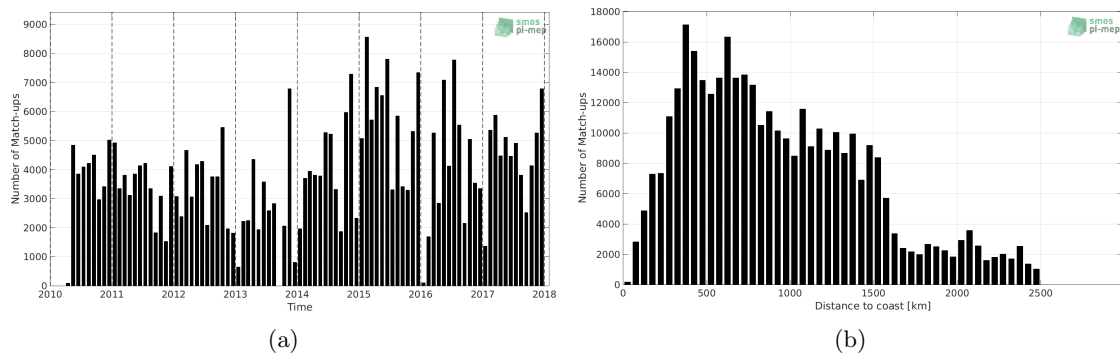 smos
pi-mep
9000
8000
7000
6000
5000
4000
3000
2000
1000
0
Number of Match-ups
2010 2011 2012 2013 2014 2015 2016 2017 2018
Time
(a)
smos
pi-mep
18000
16000
14000
12000
10000
8000
6000
4000
2000
0
Number of Match-ups
0 500 1000 1500 2000 2500
Distance to coast [km]
(b)